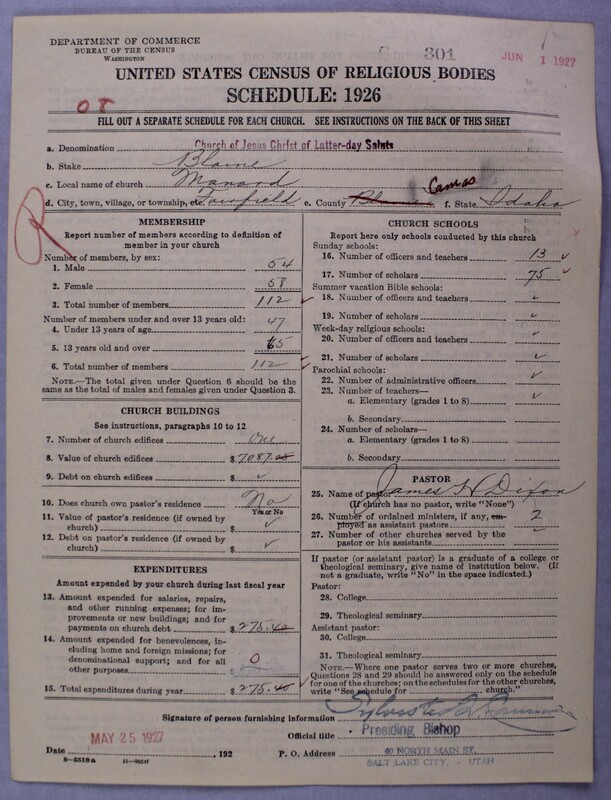 DEPARTMENT OF COMMERCE
BUREAU OF THE CENSUS
WASHINGTON
301
JUN 1 1927
UNITED STATES CENSUS OF RELIGIOUS BODIES
SCHEDULE: 1926
08
FILL OUT A SEPARATE SCHEDULE FOR EACH CHURCH. SEE INSTRUCTIONS ON THE BACK OF THIS SHEET
a. Denomination Church of Jesus Christ of Latter-day Saints
b. Stake Blaine
c. Local name of church Manard
d. City, town, village, or township, etc. Fairfield e. County Blaine Camas f. State Idaho
R
MEMBERSHIP
Report number of members according to definition of member in your church
Number of members, by sex:
1. Male 54
2. Female 58
3. Total number of members 112
Number of members under and over 13 years old:
4. Under 13 years of age 47
5. 13 years old and over 65
6. Total number of members 112
NOTE.—The total given under Question 6 should be the same as the total of males and females given under Question 3.
CHURCH BUILDINGS
See instructions, paragraphs 10 to 12
7. Number of church edifices One
8. Value of church edifices $ 7087.00
9. Debt on church edifices $ ✓
10. Does church own pastor's residence No
Yes or No
11. Value of pastor's residence (if owned by church) $ ✓
12. Debt on pastor's residence (if owned by church) $ ✓
EXPENDITURES
Amount expended by your church during last fiscal year
13. Amount expended for salaries, repairs, and other running expenses; for improvements or new buildings; and for payments on church debt $ 275.40
14. Amount expended for benevolences, including home and foreign missions; for denominational support; and for all other purposes $ 0
15. Total expenditures during year $ 275.40
CHURCH SCHOOLS
Report here only schools conducted by this church
Sunday schools:
16. Number of officers and teachers 13 ✓
17. Number of scholars 75 ✓
Summer vacation Bible schools:
18. Number of officers and teachers ✓
19. Number of scholars ✓
Week-day religious schools:
20. Number of officers and teachers ✓
21. Number of scholars ✓
Parochial schools:
22. Number of administrative officers ✓
23. Number of teachers—
a. Elementary (grades 1 to 8) ✓
b. Secondary
24. Number of scholars—
a. Elementary (grades 1 to 8)
b. Secondary
PASTOR
25. Name of pastor James H Dixon
(If church has no pastor, write "None")
26. Number of ordained ministers, if any, employed as assistant pastors 2
27. Number of other churches served by the pastor or his assistants ✓
If pastor (or assistant pastor) is a graduate of a college or theological seminary, give name of institution below. (If not a graduate, write "No" in the space indicated.)
Pastor:
28. College
29. Theological seminary
Assistant pastor:
30. College
31. Theological seminary
NOTE.—Where one pastor serves two or more churches, Questions 28 and 29 should be answered only on the schedule for one of the churches; on the schedules for the other churches, write "See schedule for church."
Signature of person furnishing information Sylvester Q. Cannon
Official title Presiding Bishop
Date MAY 25 1927, 192 P. O. Address 40 NORTH MAIN ST.
SALT LAKE CITY, - UTAH
8-5518a